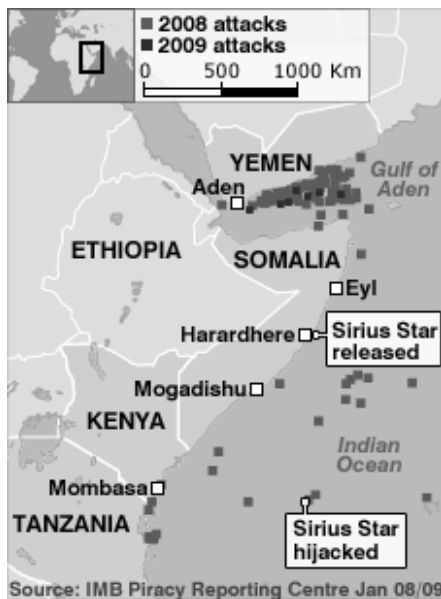 2008 attacks
2009 attacks
0 500 1000 Km
YEMEN
Gulf of
Aden
Aden
ETHIOPIA
SOMALIA
Eyl
Harardhere
Sirius Star
released
Mogadishu
KENYA
Indian
Ocean
Mombasa
TANZANIA
Sirius Star
hijacked
Source: IMB Piracy Reporting Centre Jan 08/09